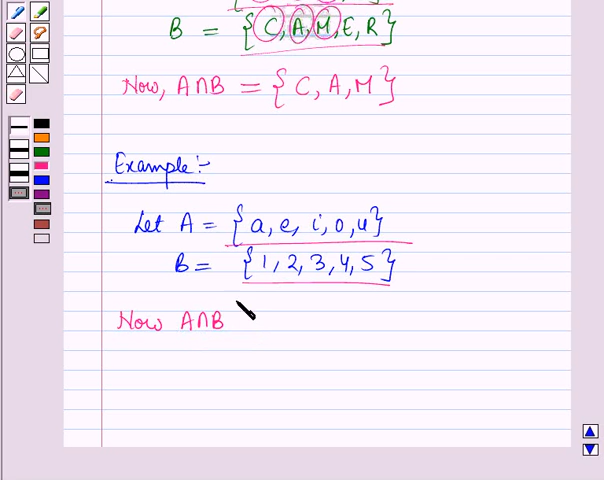 B = {C, A, M, E, R}
Now, A∩B = {C, A, M}
Example:-
Let A = {a, e, i, o, u}
B = {1, 2, 3, 4, 5}
Now A∩B